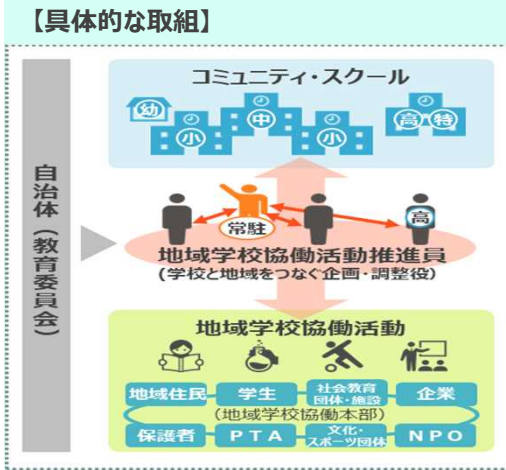 【具体的な取組】
コミュニティ・スクール
幼
小
中
小
高・特
自治体（教育委員会）
常駐
高
地域学校協働活動推進員
(学校と地域をつなぐ企画・調整役)
地域学校協働活動
地域住民
学生
社会教育
団体・施設
企業
(地域学校協働本部)
保護者
PTA
文化・
スポーツ団体
NPO